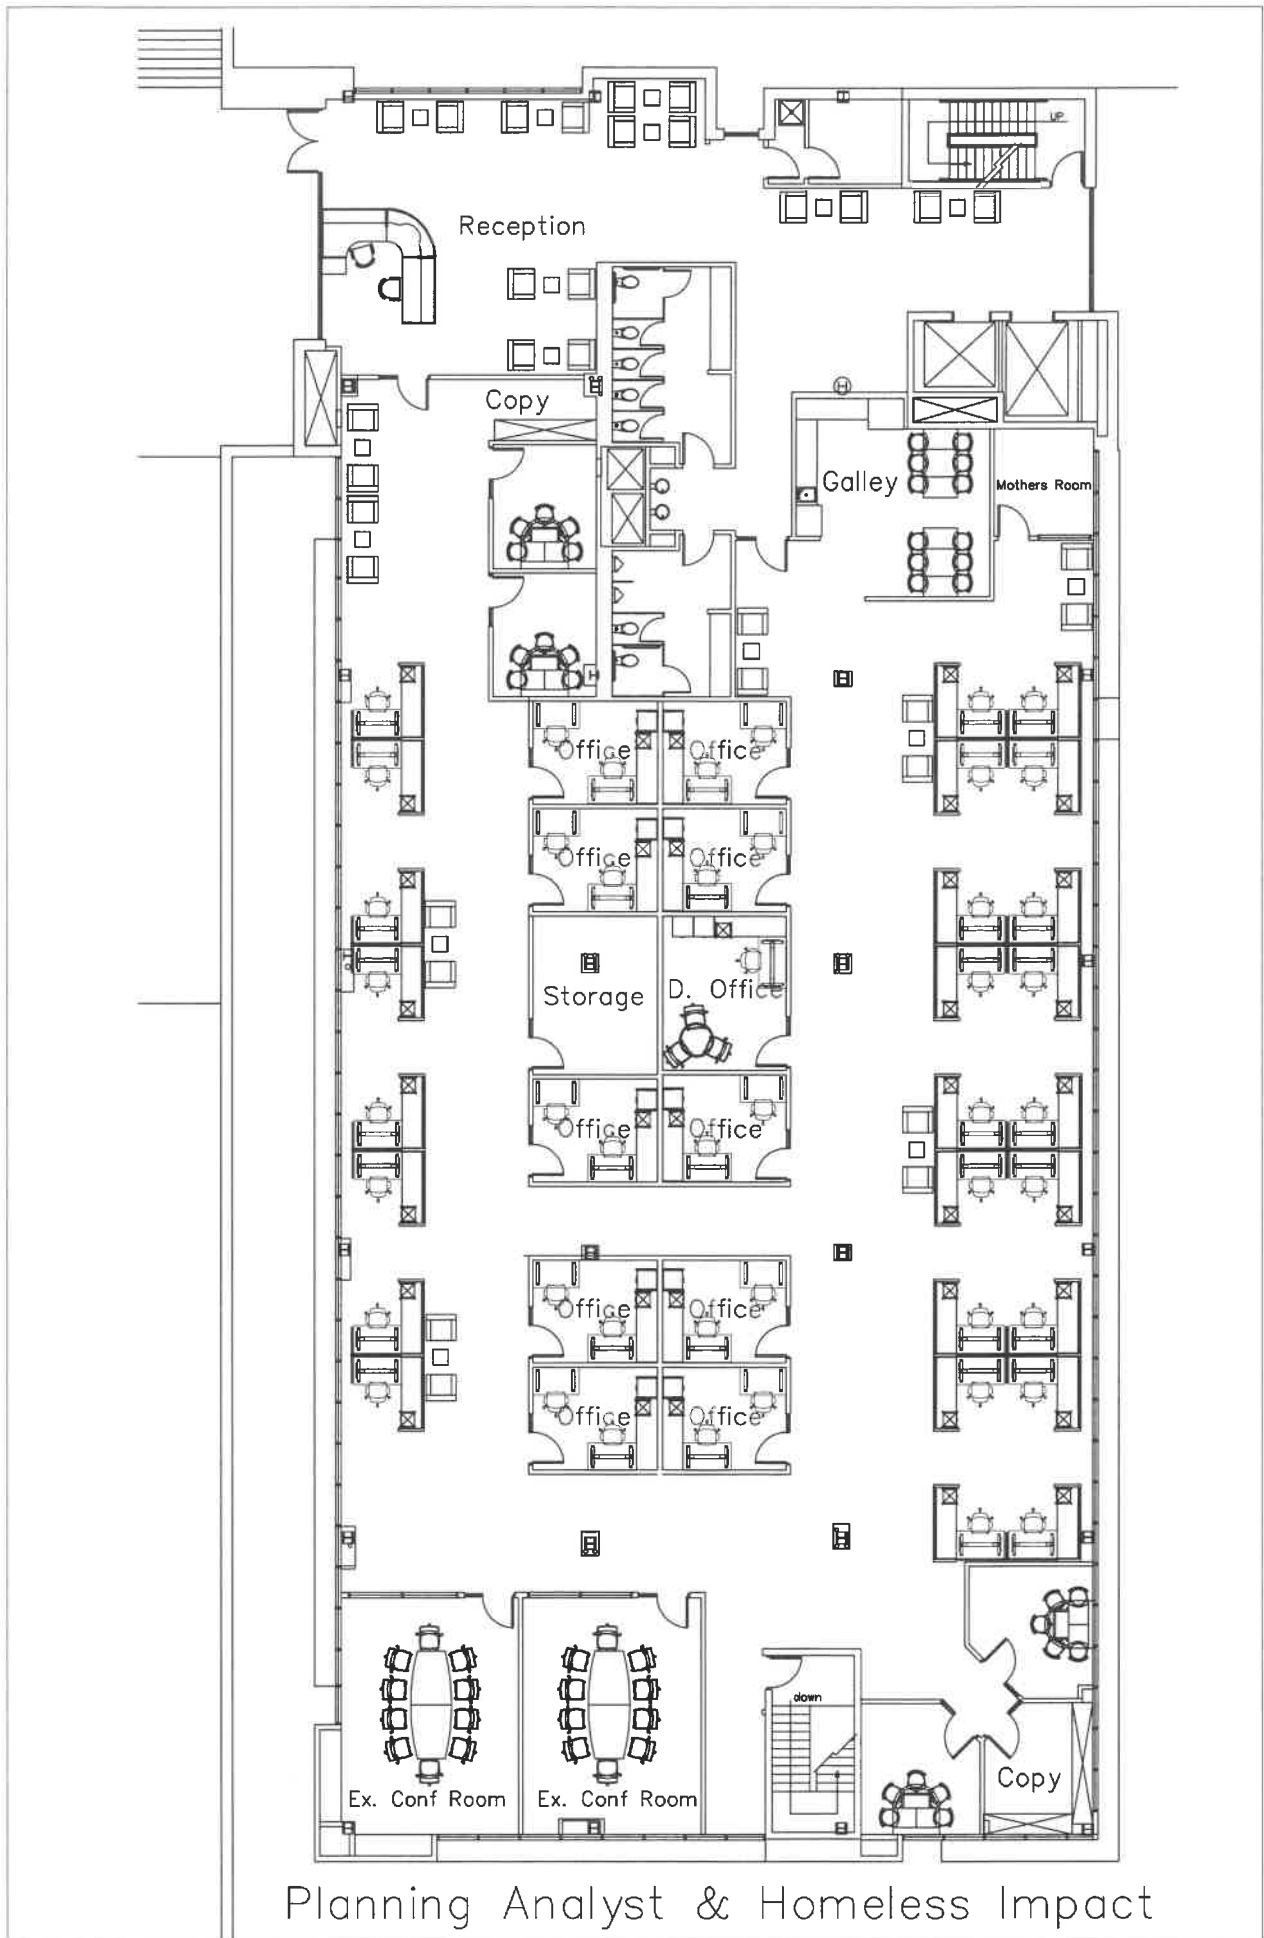 UP
Reception
Copy
Galley
Mothers Room
Office Office
Office Office
Storage D. Office
Office Office
Office Office
Office Office
down
Copy
Ex. Conf Room Ex. Conf Room
Planning Analyst & Homeless Impact
H